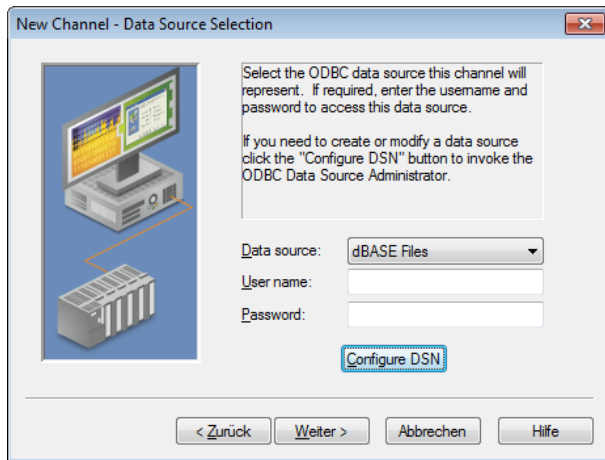 New Channel - Data Source Selection
Select the ODBC data source this channel will
represent. If required, enter the username and
password to access this data source.
If you need to create or modify a data source
click the "Configure DSN" button to invoke the
ODBC Data Source Administrator.
Data source: dBASE Files
User name:
Password:
Configure DSN
< Zurück Weiter > Abbrechen Hilfe